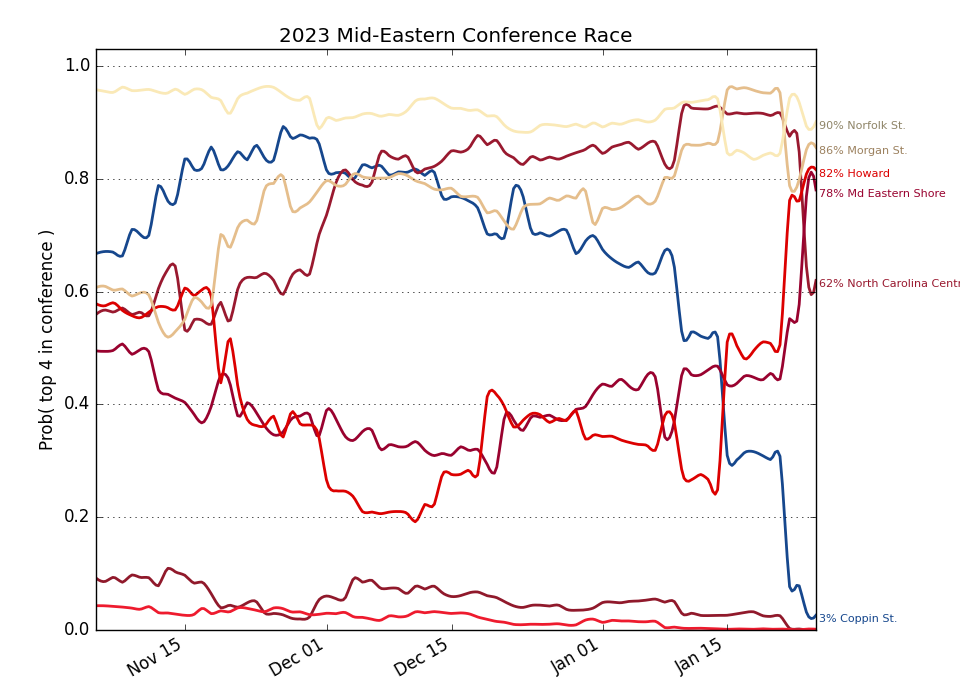 2023 Mid-Eastern Conference Race
Prob( top 4 in conference )
1.0
0.8
0.6
0.4
0.2
0.0
Nov 15
Dec 01
Dec 15
Jan 01
Jan 15
90% Norfolk St.
86% Morgan St.
82% Howard
78% Md Eastern Shore
62% North Carolina Centr
3% Coppin St.